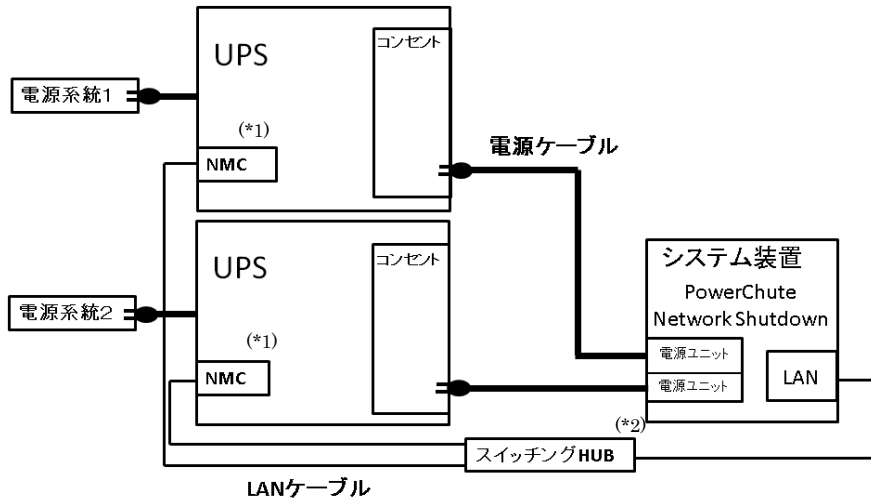 UPS
コンセント
電源系統1
(*1)
NMC
電源ケーブル
UPS
コンセント
電源系統2
(*1)
NMC
システム装置
PowerChute
Network Shutdown
電源ユニット
電源ユニット
LAN
(*2)
スイッチングHUB
LANケーブル